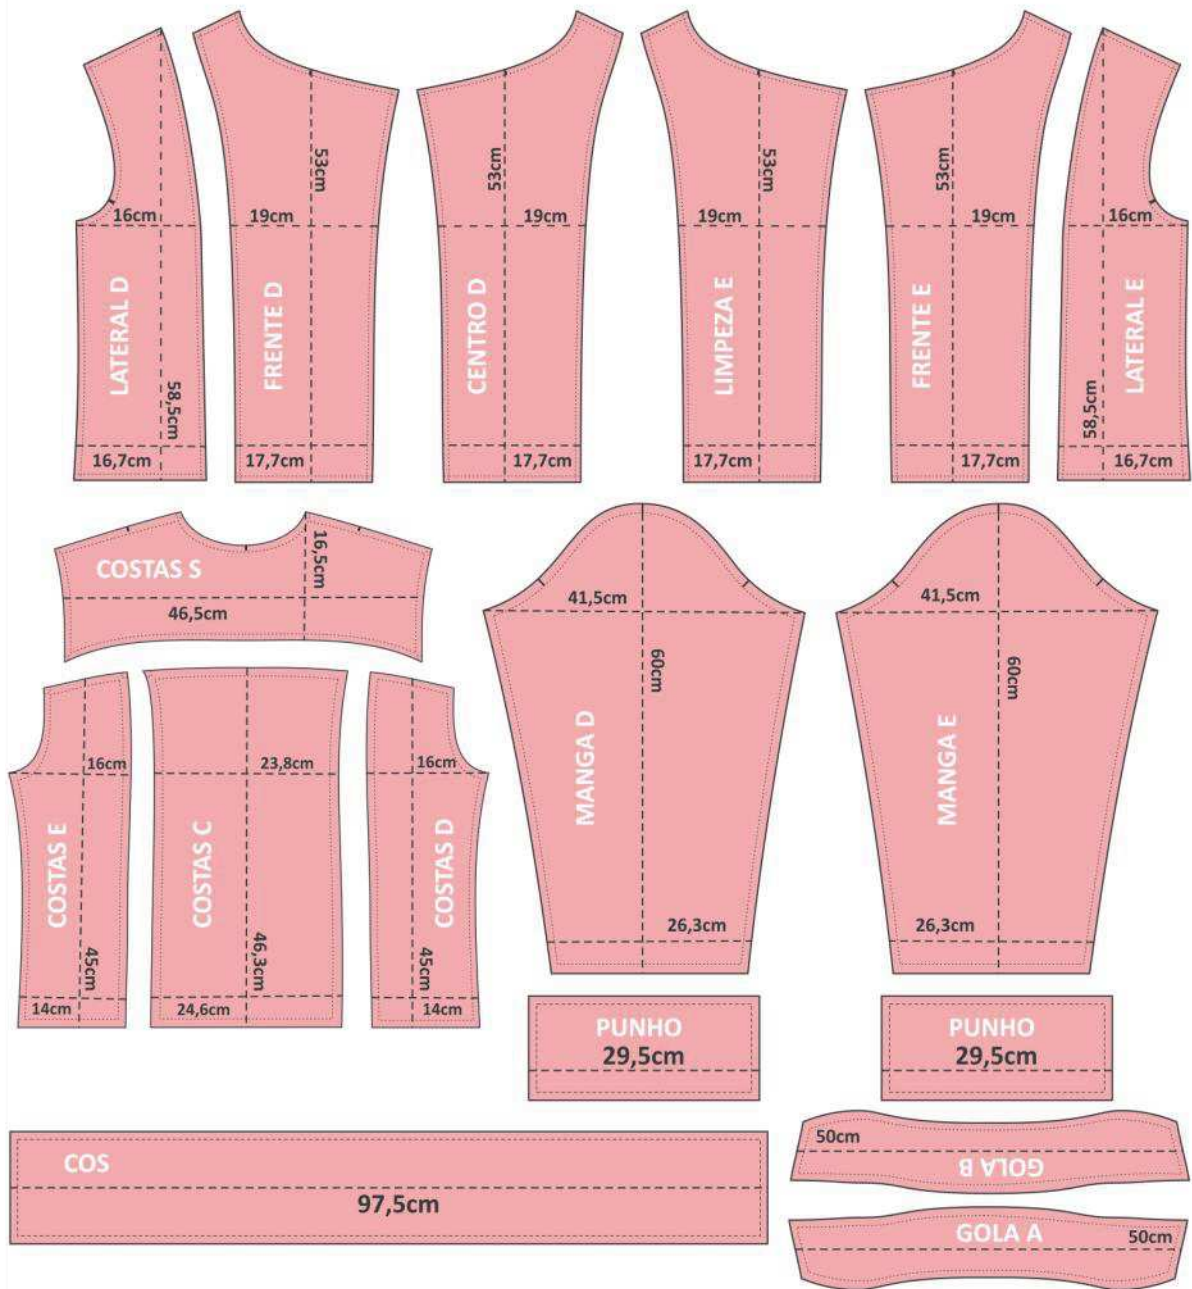 16cm
LATERAL D
58,5cm
16,7cm
53cm
19cm
FRENTE D
17,7cm
53cm
19cm
CENTRO D
17,7cm
53cm
19cm
LIMPEZA E
17,7cm
53cm
19cm
FRENTE E
17,7cm
16cm
LATERAL E
58,5cm
16,7cm
COSTAS S
16,5cm
46,5cm
16cm
COSTAS E
45cm
14cm
23,8cm
COSTAS C
46,3cm
24,6cm
16cm
COSTAS D
45cm
14cm
41,5cm
60cm
MANGA D
26,3cm
41,5cm
60cm
MANGA E
26,3cm
PUNHO
29,5cm
PUNHO
29,5cm
COS
97,5cm
50cm
GOLA B
GOLA A
50cm